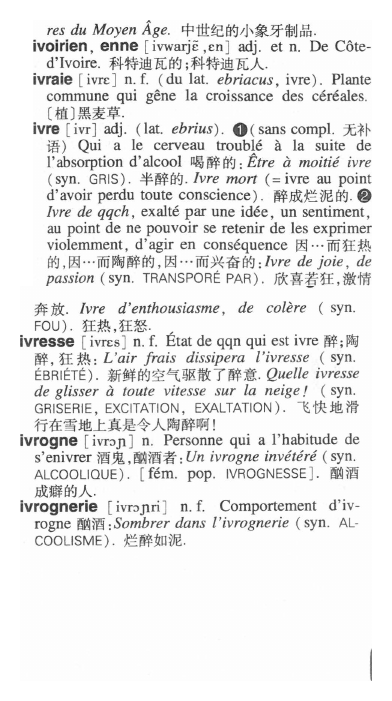 res du Moyen Âge. 中世纪的小象牙制品.
ivoirien, enne [ivwarjɛ̃, ɛn] adj. et n. De Côte-
d'Ivoire. 科特迪瓦的;科特迪瓦人.
ivraie [ivrɛ] n. f. (du lat. ebriacus, ivre). Plante
commune qui gêne la croissance des céréales.
[植]黑麦草.
ivre [ivr] adj. (lat. ebrius). ❶(sans compl. 无补
语) Qui a le cerveau troublé à la suite de
l'absorption d'alcool 喝醉的: Être à moitié ivre
(syn. GRIS). 半醉的. Ivre mort (= ivre au point
d'avoir perdu toute conscience). 醉成烂泥的. ❷
Ivre de qqch, exalté par une idée, un sentiment,
au point de ne pouvoir se retenir de les exprimer
violemment, d'agir en conséquence 因…而狂热
的,因…而陶醉的,因…而兴奋的: Ivre de joie, de
passion (syn. TRANSPORÉ PAR). 欣喜若狂,激情
奔放. Ivre d'enthousiasme, de colère ( syn.
FOU). 狂热,狂怒.
ivresse [ivrɛs] n. f. État de qqn qui est ivre 醉;陶
醉,狂热: L'air frais dissipera l'ivresse ( syn.
ÉBRIÉTÉ). 新鲜的空气驱散了醉意. Quelle ivresse
de glisser à toute vitesse sur la neige! ( syn.
GRISERIE, EXCITATION, EXALTATION). 飞快地滑
行在雪地上真是令人陶醉啊!
ivrogne [ivrɔɲ] n. Personne qui a l'habitude de
s'enivrer 酒鬼,酗酒者: Un ivrogne invétéré (syn.
ALCOOLIQUE). [fém. pop. IVROGNESSE]. 酗酒
成癖的人.
ivrognerie [ivrɔɲri] n. f. Comportement d'iv-
rogne 酗酒: Sombrer dans l'ivrognerie ( syn. AL-
COOLISME). 烂醉如泥.